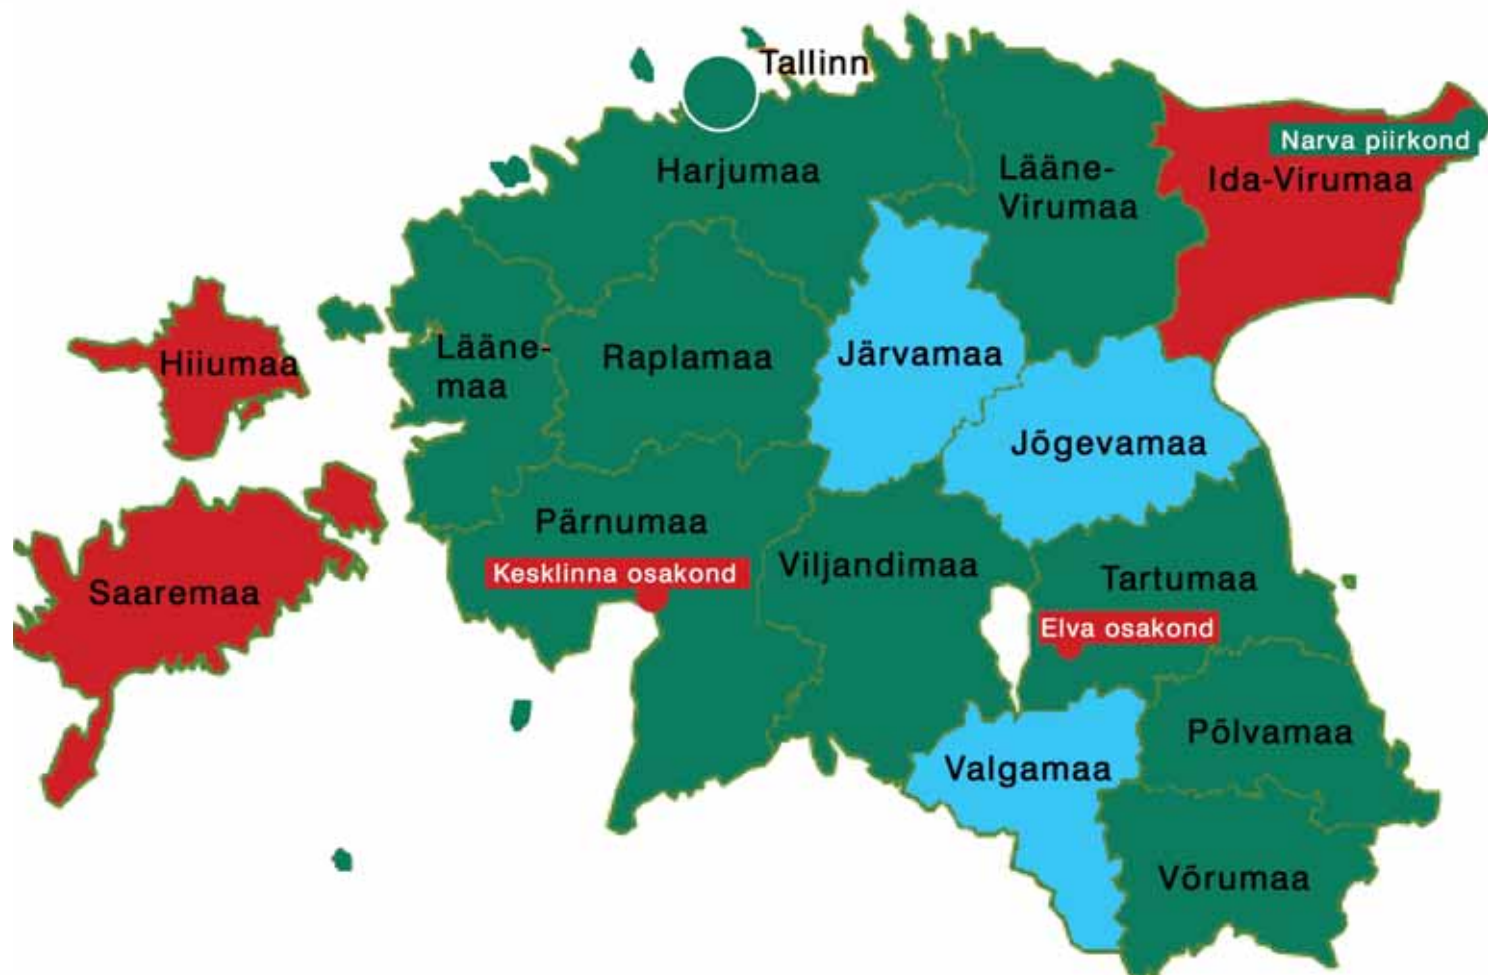 Tallinn
Narva piirkond
Harjumaa
Lääne-
Virumaa
Ida-Virumaa
Hiiumaa
Lääne-
maa
Raplamaa
Järvamaa
Jõgevamaa
Pärnumaa
Kesklinna osakond
Viljandimaa
Tartumaa
Saaremaa
Elva osakond
Põlvamaa
Valgamaa
Võrumaa